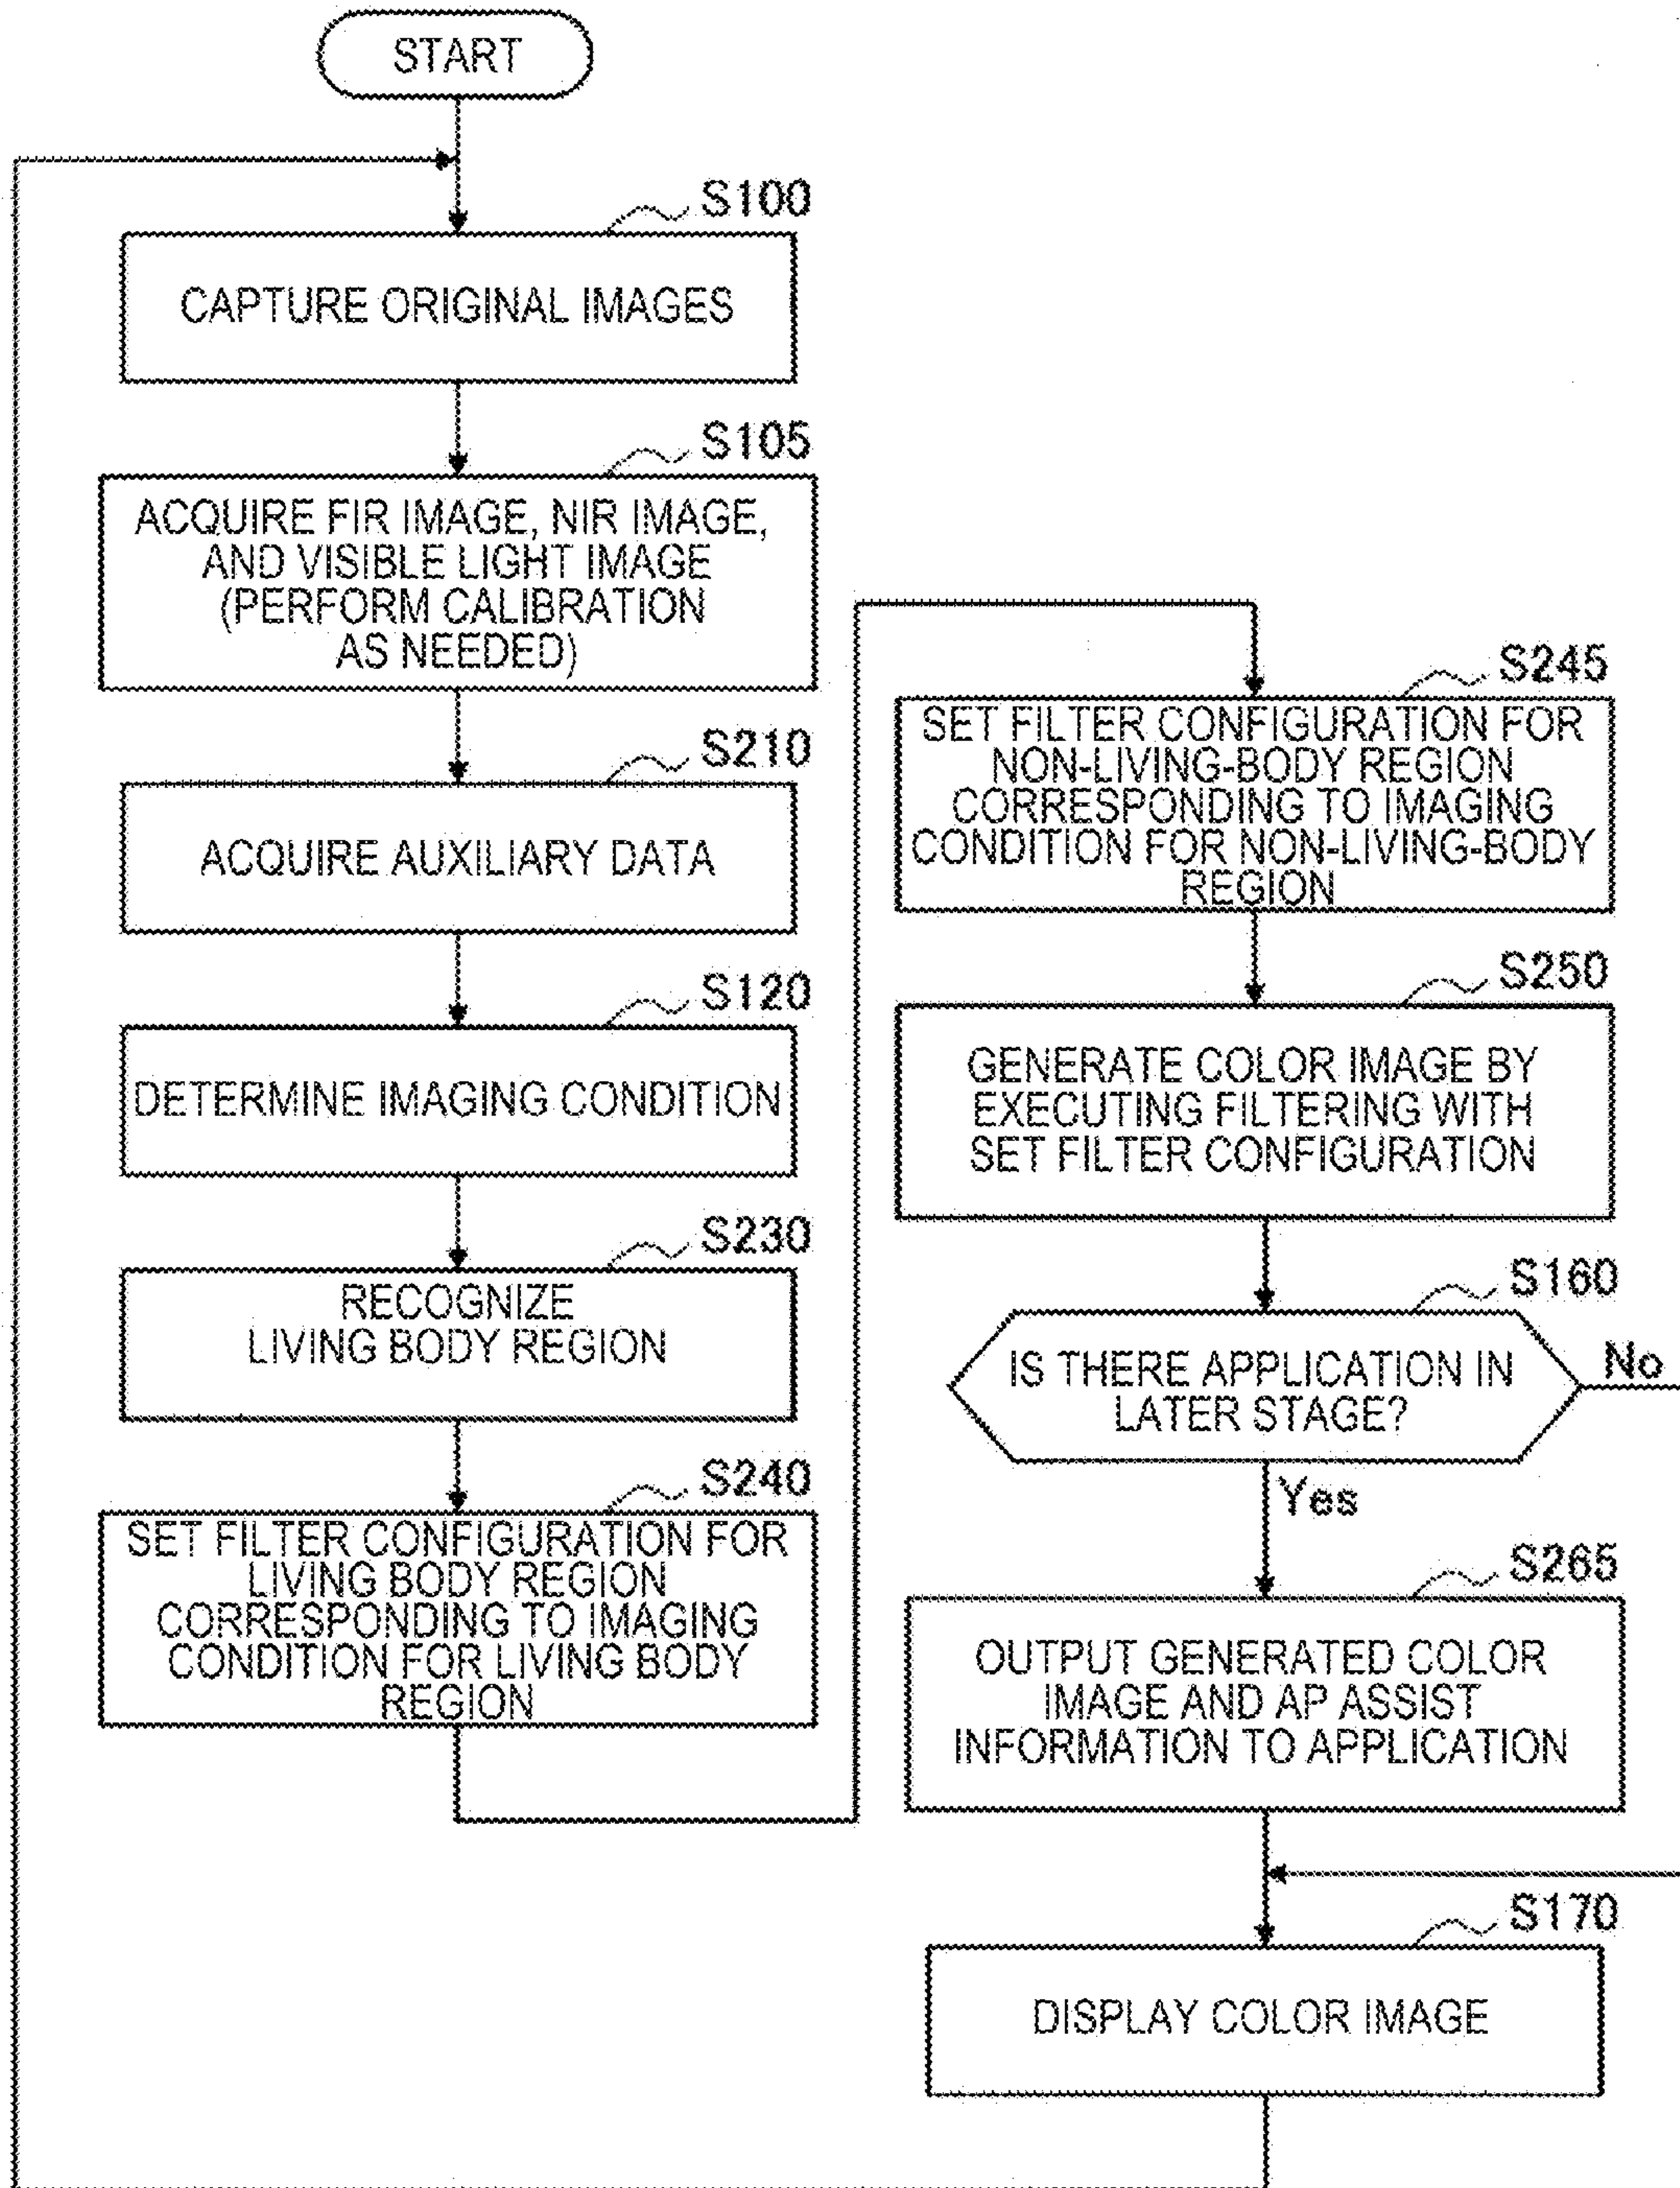 START
S100
CAPTURE ORIGINAL IMAGES
S105
ACQUIRE FIR IMAGE, NIR IMAGE,
AND VISIBLE LIGHT IMAGE
(PERFORM CALIBRATION
AS NEEDED)
S210
ACQUIRE AUXILIARY DATA
S120
DETERMINE IMAGING CONDITION
S230
RECOGNIZE
LIVING BODY REGION
S240
SET FILTER CONFIGURATION FOR
LIVING BODY REGION
CORRESPONDING TO IMAGING
CONDITION FOR LIVING BODY
REGION
S245
SET FILTER CONFIGURATION FOR
NON-LIVING-BODY REGION
CORRESPONDING TO IMAGING
CONDITION FOR NON-LIVING-BODY
REGION
S250
GENERATE COLOR IMAGE BY
EXECUTING FILTERING WITH
SET FILTER CONFIGURATION
S160
IS THERE APPLICATION IN
LATER STAGE?
No
Yes
S265
OUTPUT GENERATED COLOR
IMAGE AND AP ASSIST
INFORMATION TO APPLICATION
S170
DISPLAY COLOR IMAGE